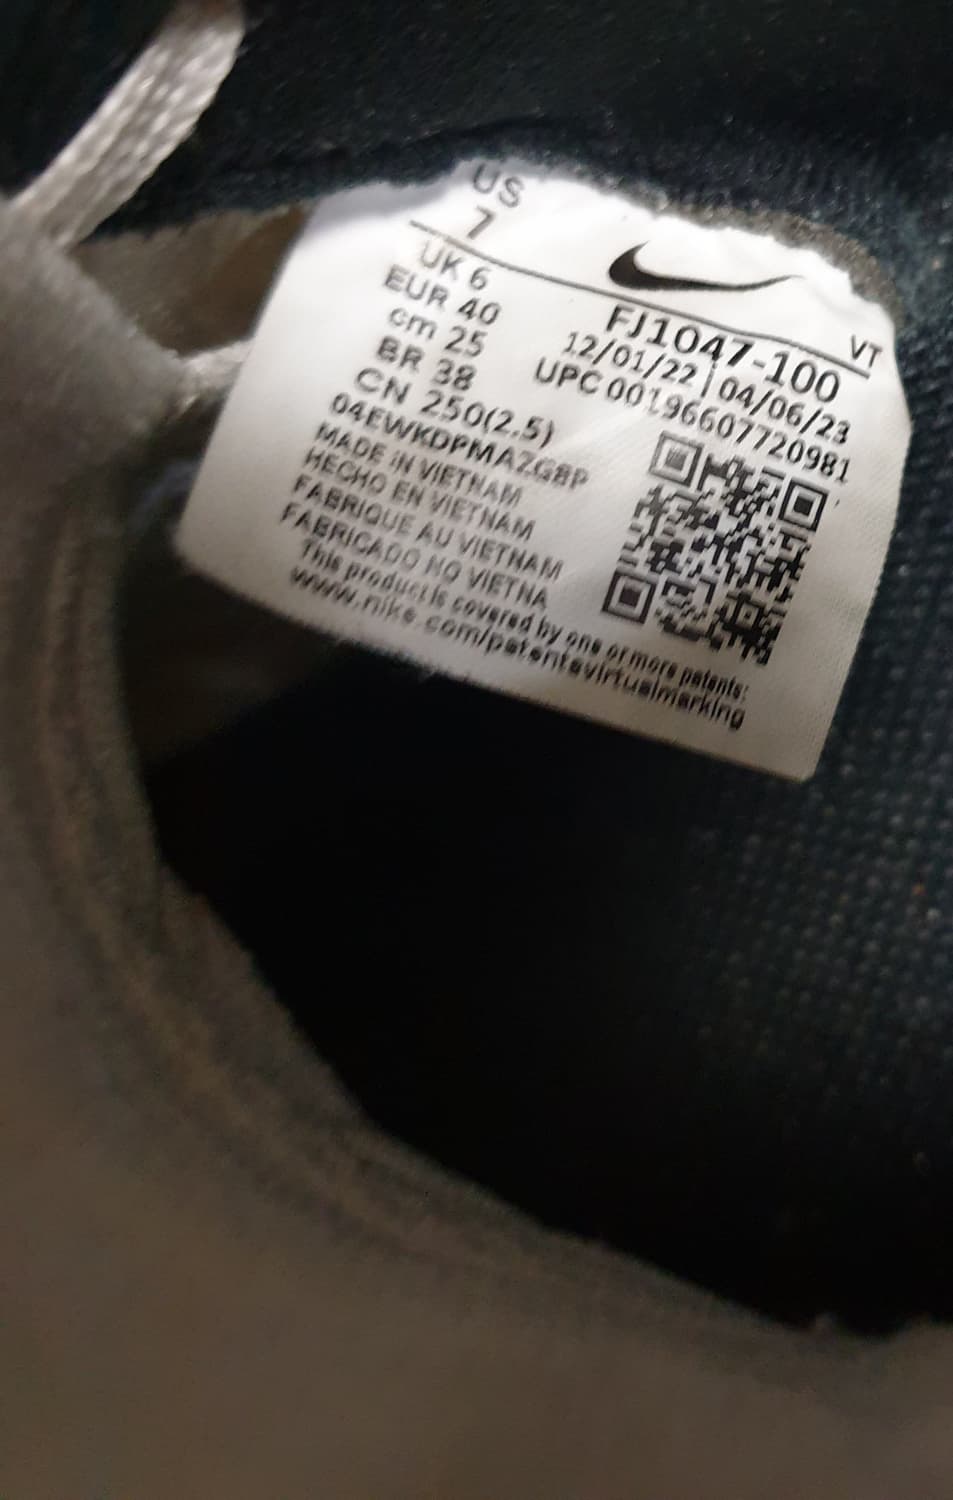 US
7
UK 6
EUR 40
cm 25
BR 38
CN 250(2.5)
04EWKDPMAZG8P
MADE IN VIETNAM
HECHO EN VIETNAM
FABRIQUE AU VIETNAM
FABRICADO NO VIETNA
VT
FJ1047-100
12/01/22 | 04/06/23
UPC 00196607720981
This product is covered by one or more patents:
www.nike.com/patentsvirtualmarking